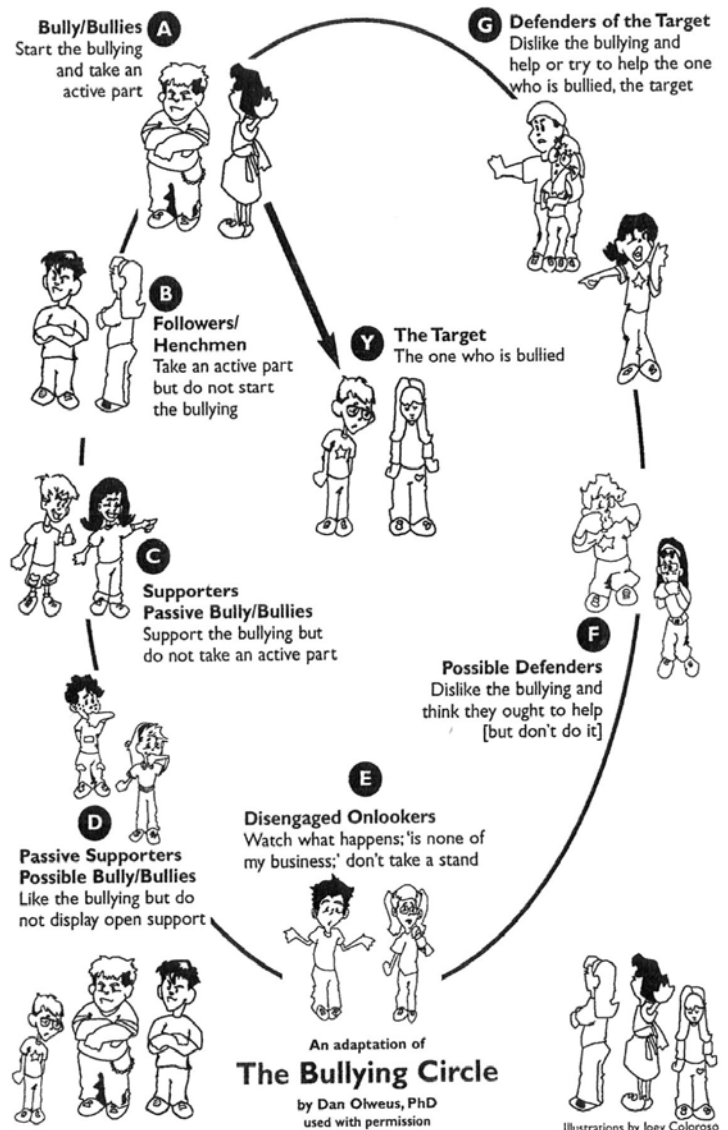 Bully/Bullies A
Start the bullying
and take an
active part
G Defenders of the Target
Dislike the bullying and
help or try to help the one
who is bullied, the target
B
Followers/
Henchmen
Take an active part
but do not start
the bullying
Y The Target
The one who is bullied
C
Supporters
Passive Bully/Bullies
Support the bullying but
do not take an active part
F
Possible Defenders
Dislike the bullying and
think they ought to help
[but don't do it]
D
Passive Supporters
Possible Bully/Bullies
Like the bullying but do
not display open support
E
Disengaged Onlookers
Watch what happens; 'is none of
my business;' don't take a stand
An adaptation of
The Bullying Circle
by Dan Olweus, PhD
used with permission
Illustrations by Joey Coloroso